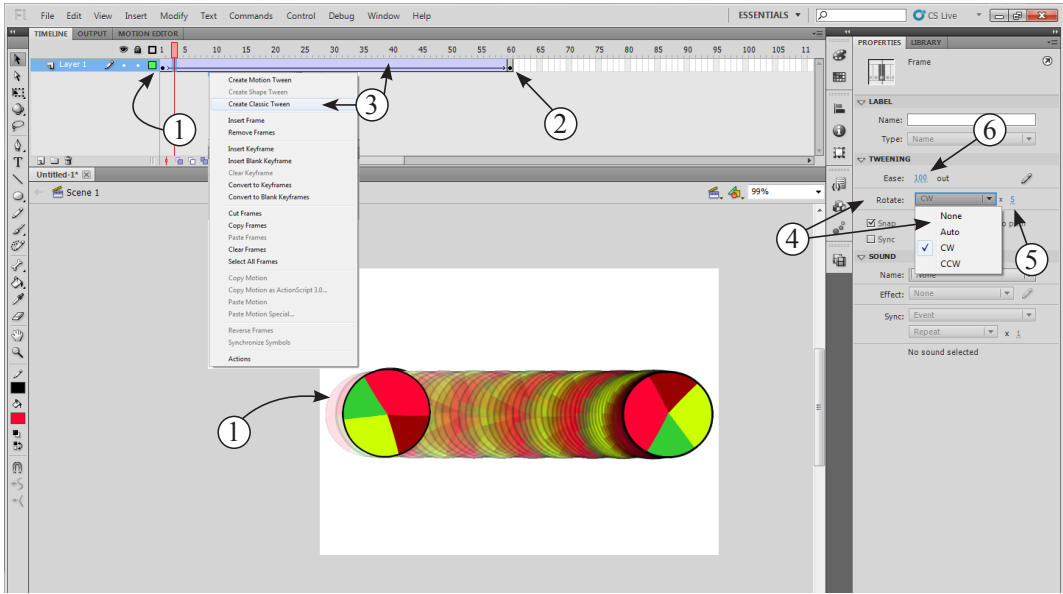 Fl File Edit View Insert Modify Text Commands Control Debug Window Help ESSENTIALS CS Live
TIMELINE OUTPUT MOTION EDITOR
1 5 10 15 20 25 30 35 40 45 50 55 60 65 70 75 80 85 90 95 100 105 11
Layer 1
1
3
2
Create Motion Tween
Create Shape Tween
Create Classic Tween
Insert Frame
Remove Frames
Insert Keyframe
Insert Blank Keyframe
Clear Keyframe
Convert to Keyframes
Convert to Blank Keyframes
Cut Frames
Copy Frames
Paste Frames
Clear Frames
Select All Frames
Copy Motion
Copy Motion as ActionScript 3.0...
Paste Motion
Paste Motion Special...
Reverse Frames
Synchronize Symbols
Actions
T
Untitled-1*
Scene 1
99%
1
PROPERTIES LIBRARY
Frame
LABEL
Name:
6
Type: Name
TWEENING
Ease: 100 out
Rotate: CW x 5
None
Auto
CW
CCW
4
5
Snap
Sync
SOUND
Name: None
Effect: None
Sync: Event
Repeat x 1
No sound selected